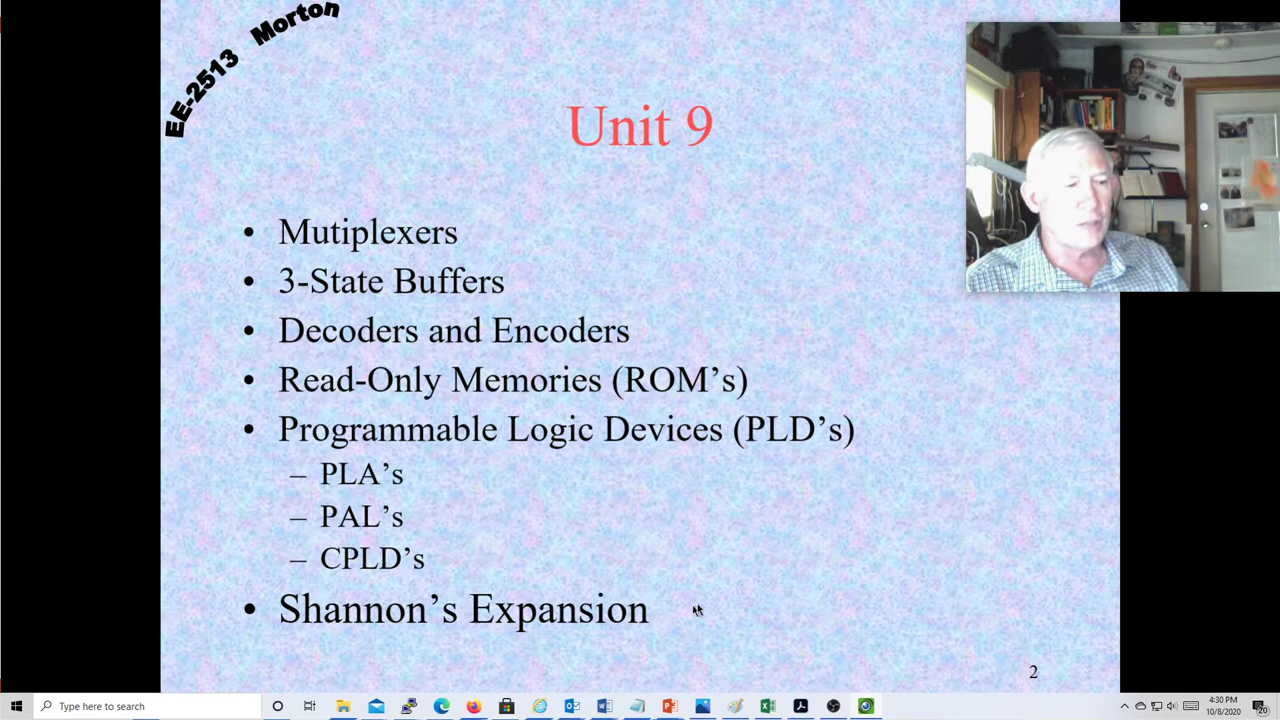 EE-2513 Morton
Unit 9
• Mutiplexers
• 3-State Buffers
• Decoders and Encoders
• Read-Only Memories (ROM’s)
• Programmable Logic Devices (PLD’s)
– PLA’s
– PAL’s
– CPLD’s
• Shannon’s Expansion
2
Type here to search
4:30 PM
10/8/2020
20